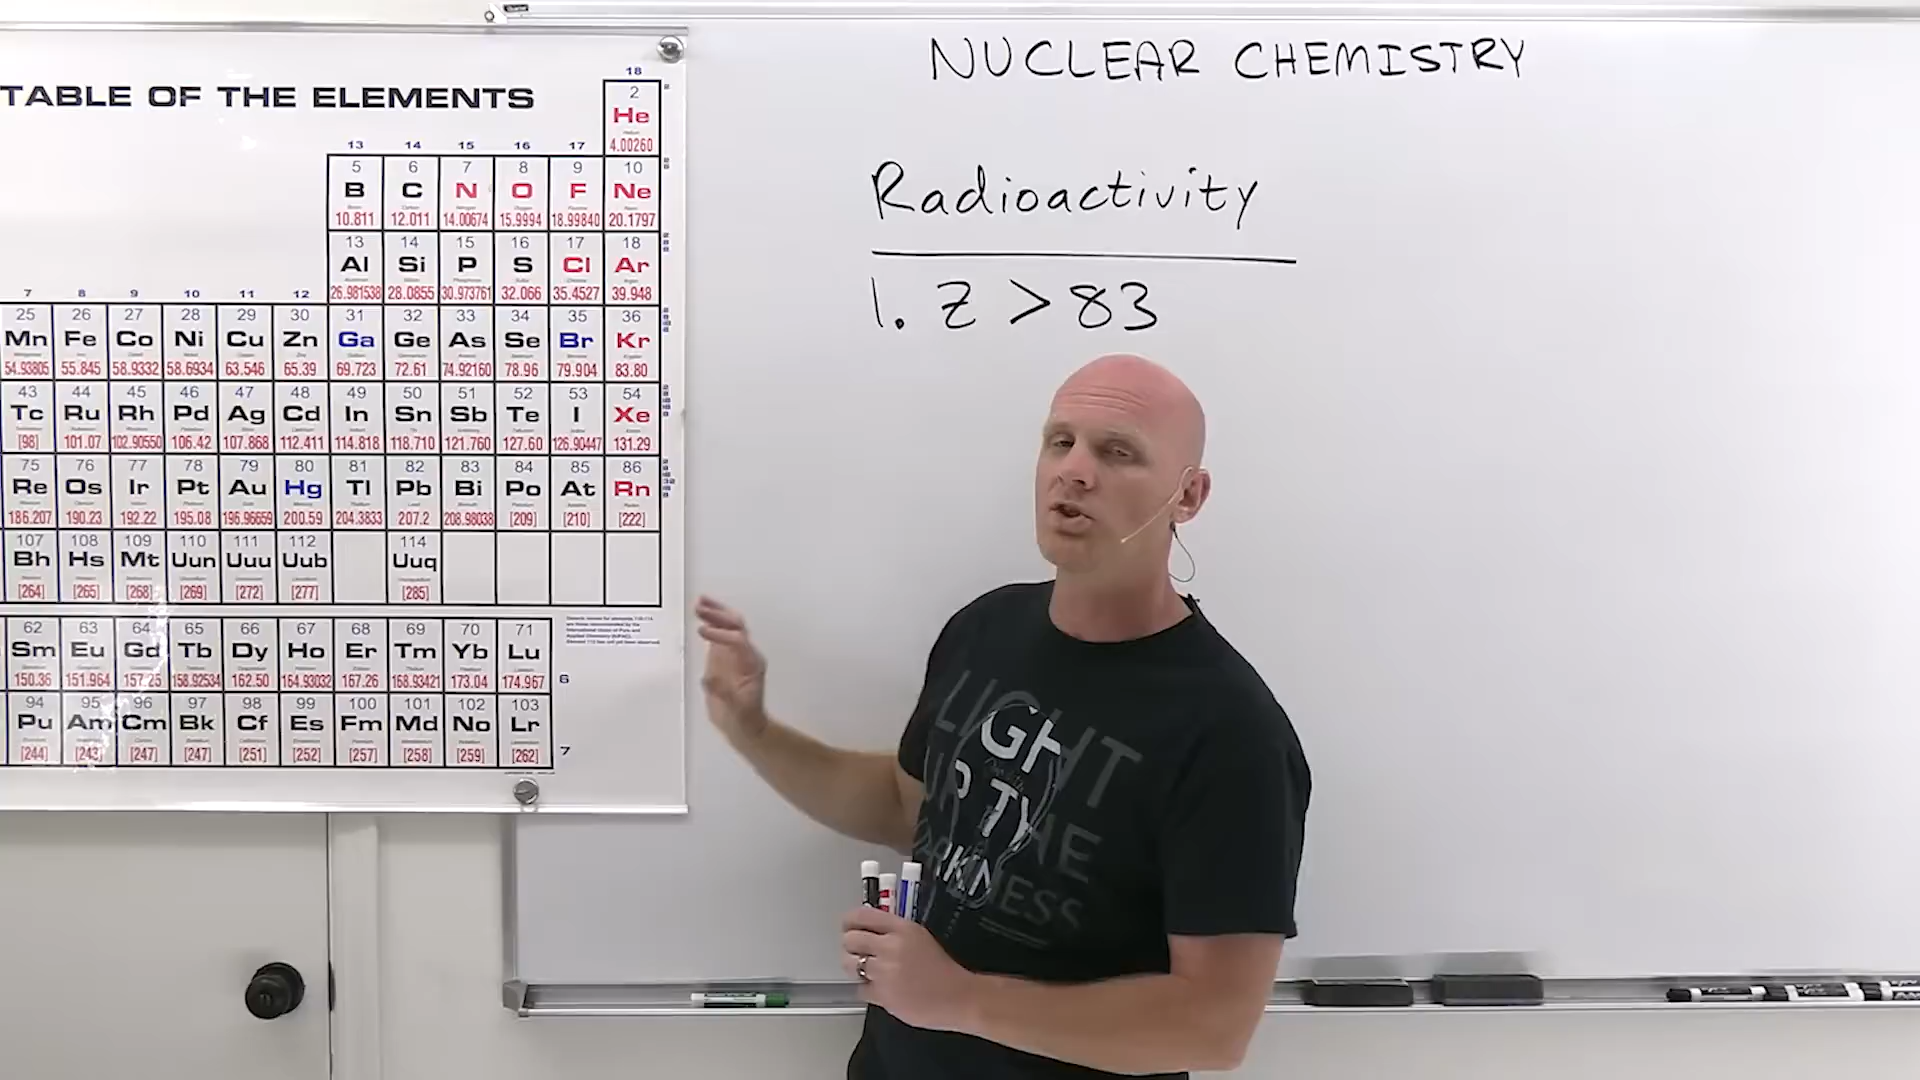 TABLE OF THE ELEMENTS
18
2
He
4.00260
13 14 15 16 17
5 6 7 8 9 10
B C N O F Ne
10.811 12.011 14.00674 15.9994 18.99840 20.1797
13 14 15 16 17 18
Al Si P S Cl Ar
26.981538 28.0855 30.973761 32.066 35.4527 39.948
7 8 9 10 11 12
25 26 27 28 29 30 31 32 33 34 35 36
Mn Fe Co Ni Cu Zn Ga Ge As Se Br Kr
54.93805 55.845 58.9332 58.6934 63.546 65.39 69.723 72.61 74.92160 78.96 79.904 83.80
43 44 45 46 47 48 49 50 51 52 53 54
Tc Ru Rh Pd Ag Cd In Sn Sb Te I Xe
[98] 101.07 102.90550 106.42 107.868 112.411 114.818 118.710 121.760 127.60 126.90447 131.29
75 76 77 78 79 80 81 82 83 84 85 86
Re Os Ir Pt Au Hg Tl Pb Bi Po At Rn
186.207 190.23 192.22 195.08 196.96659 200.59 204.3833 207.2 208.98038 [209] [210] [222]
107 108 109 110 111 112 114
Bh Hs Mt Uun Uuu Uub Uuq
[264] [265] [268] [269] [272] [277] [285]
62 63 64 65 66 67 68 69 70 71
Sm Eu Gd Tb Dy Ho Er Tm Yb Lu
150.36 151.964 157.25 158.92534 162.50 164.93032 167.26 168.93421 173.04 174.967 6
94 95 96 97 98 99 100 101 102 103
Pu Am Cm Bk Cf Es Fm Md No Lr
[244] [243] [247] [247] [251] [252] [257] [258] [259] [262] 7
NUCLEAR CHEMISTRY
Radioactivity
1. Z > 83
LIGHT
THE